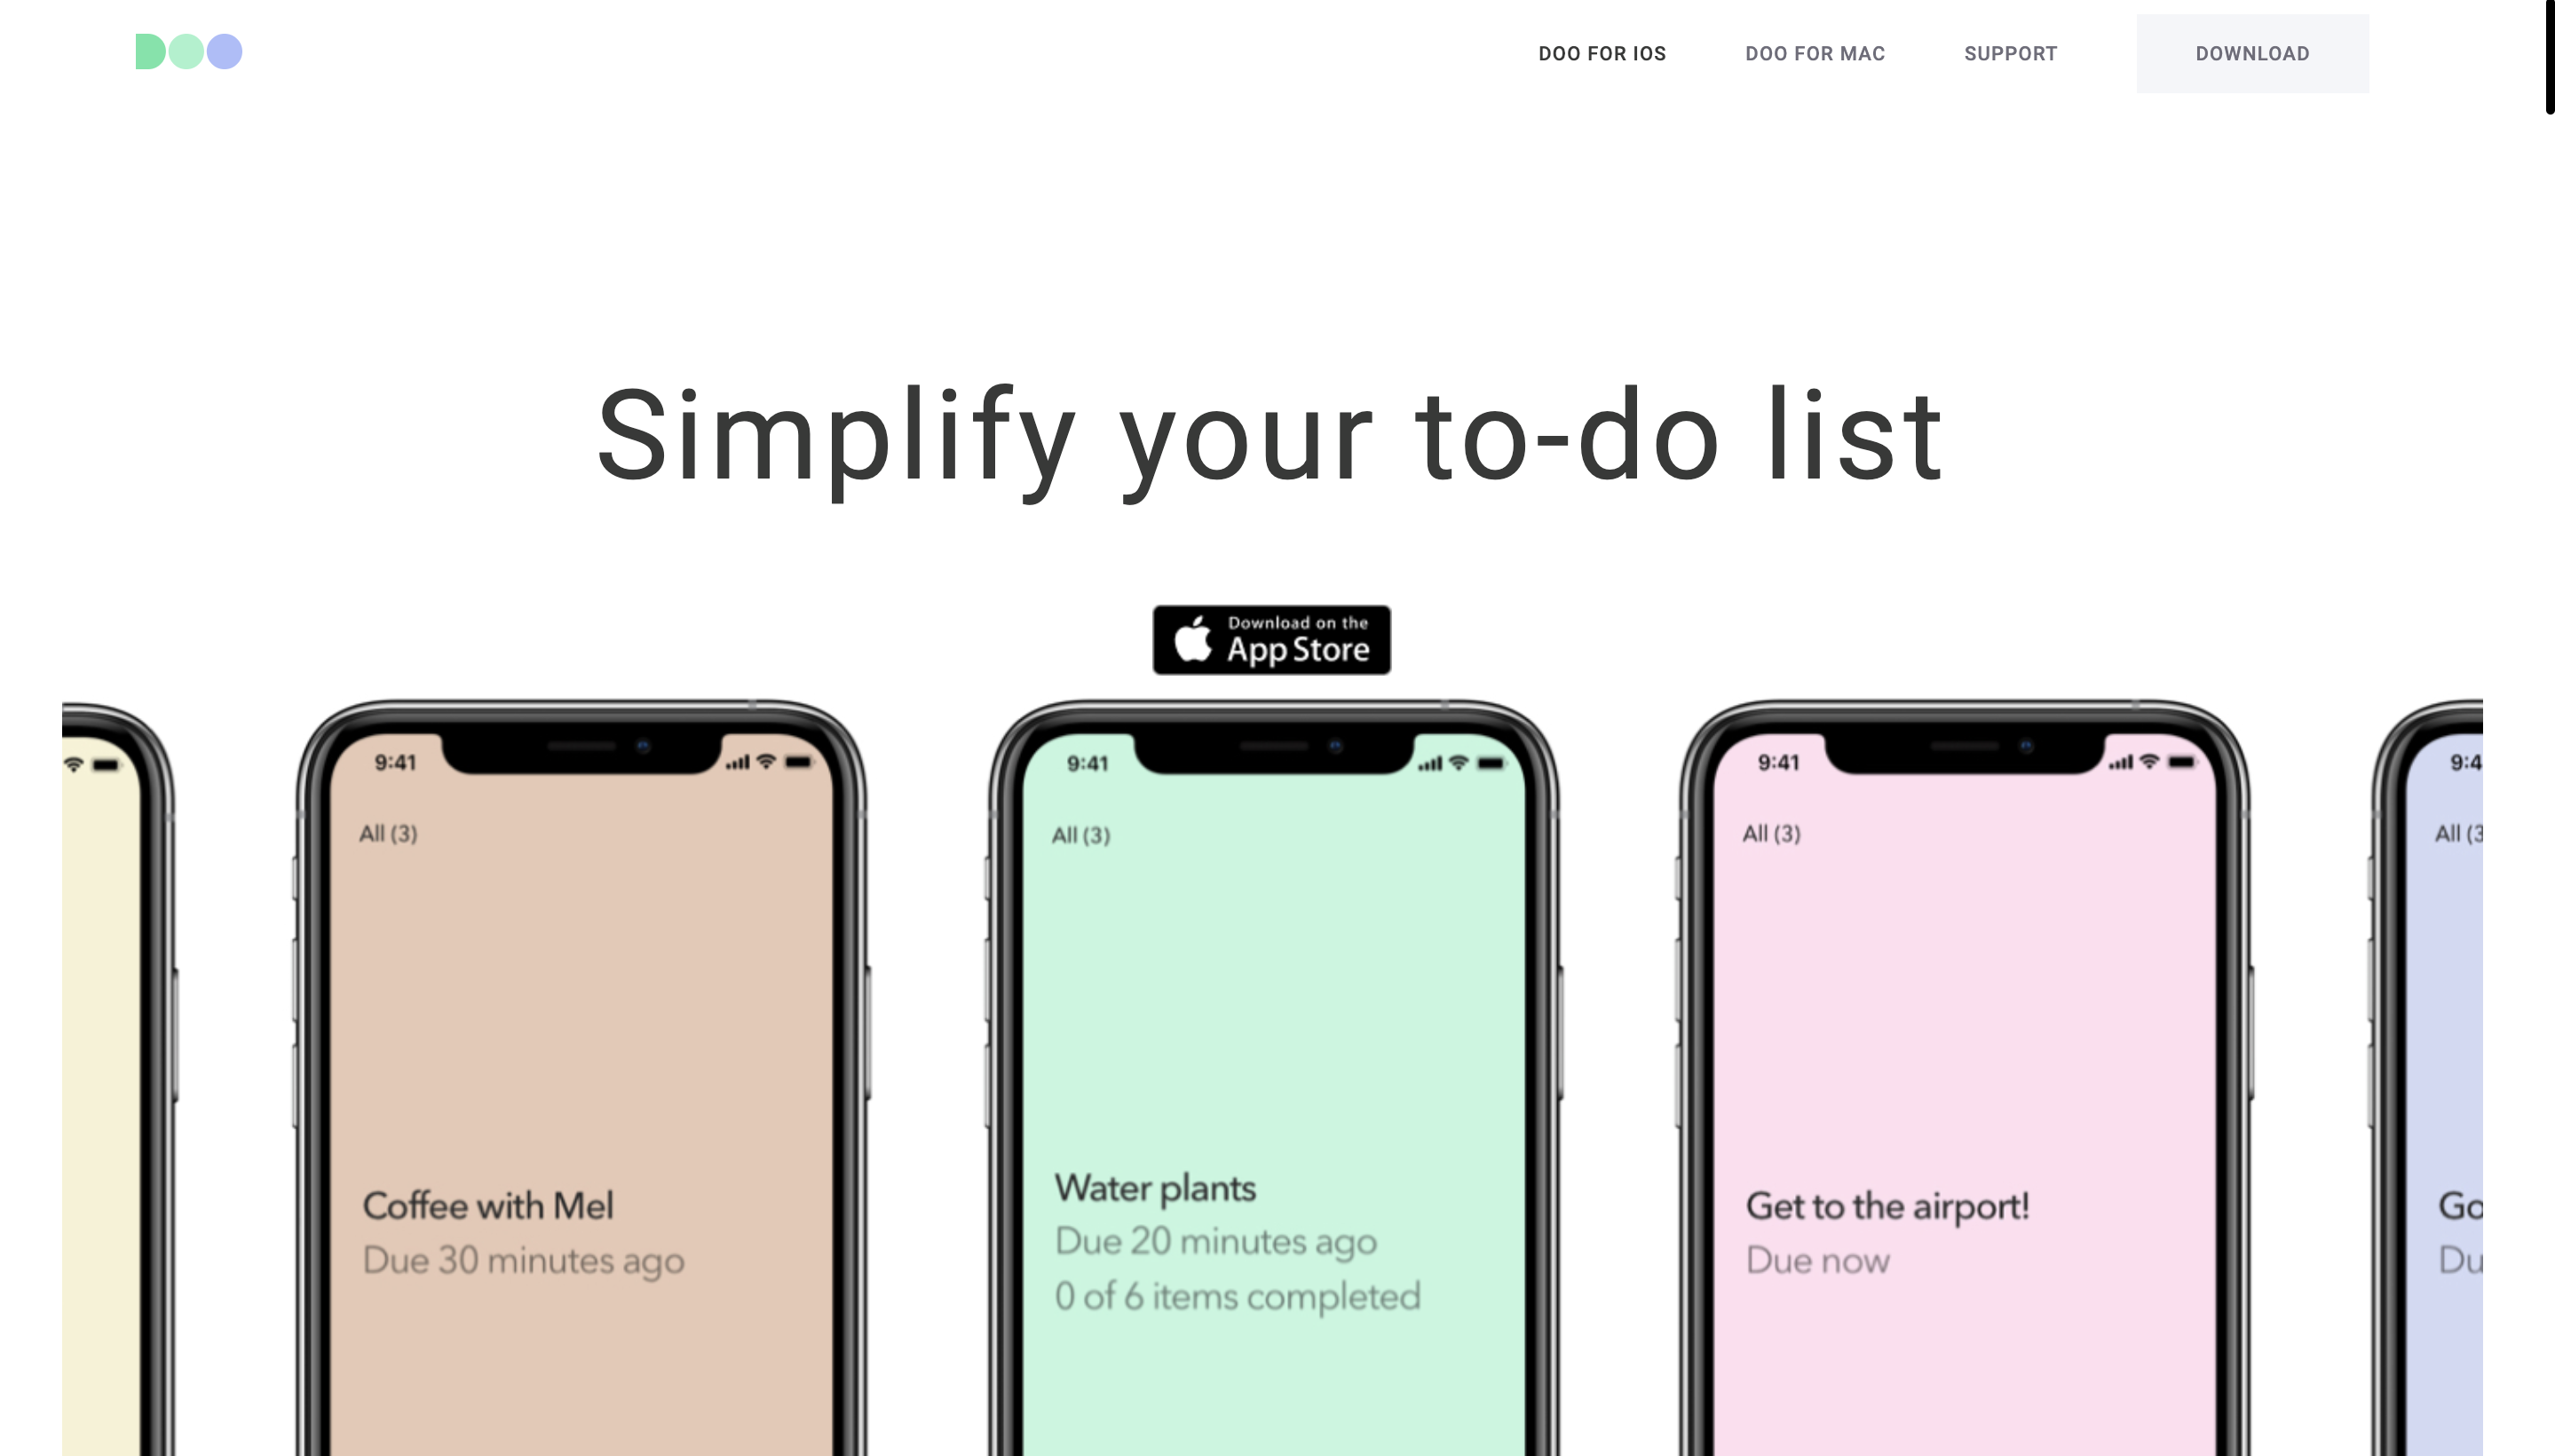 DOO
DOO FOR IOS
DOO FOR MAC
SUPPORT
DOWNLOAD
Simplify your to-do list
Download on the
App Store
9:41
All (3)
Coffee with Mel
Due 30 minutes ago
9:41
All (3)
Water plants
Due 20 minutes ago
0 of 6 items completed
9:41
All (3)
Get to the airport!
Due now
9:4
All (3
Go
Du